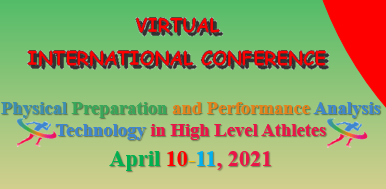 VIRTUAL
INTERNATIONAL CONFERENCE
Physical Preparation and Performance Analysis
Technology in High Level Athletes
April 10-11, 2021